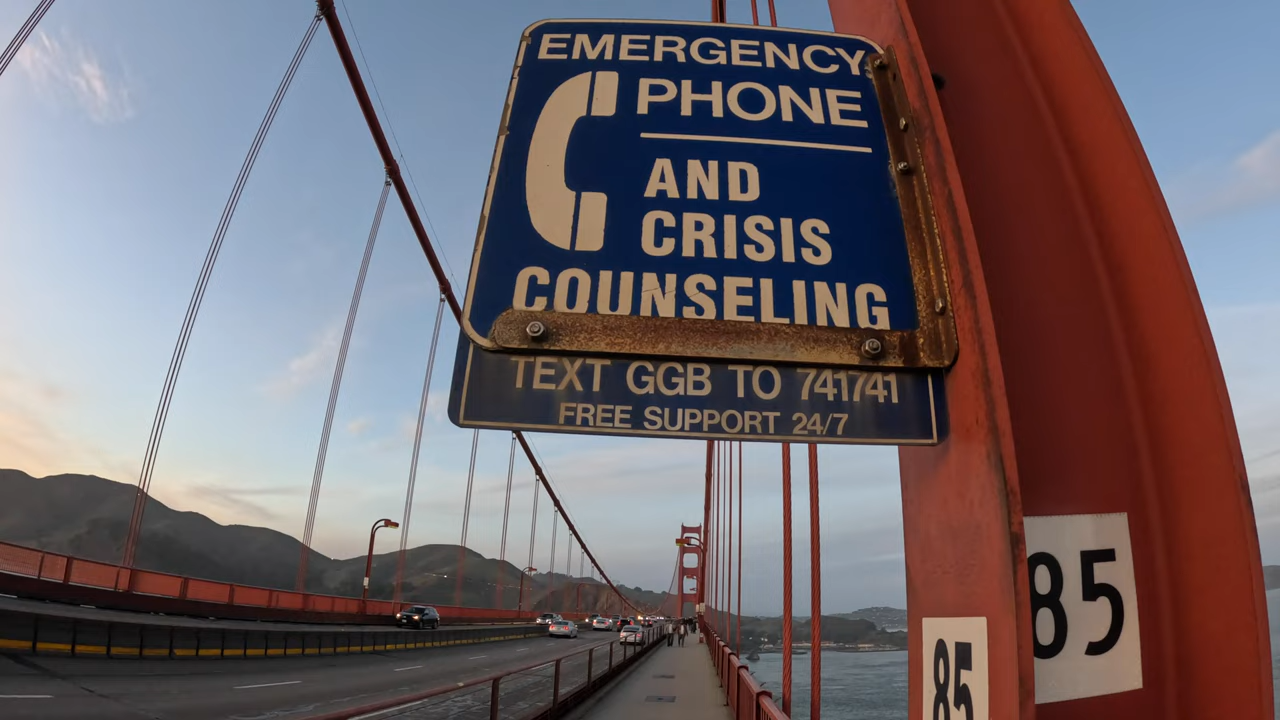 EMERGENCY
PHONE
AND
CRISIS
COUNSELING
TEXT GGB TO 741741
FREE SUPPORT 24/7
85
85